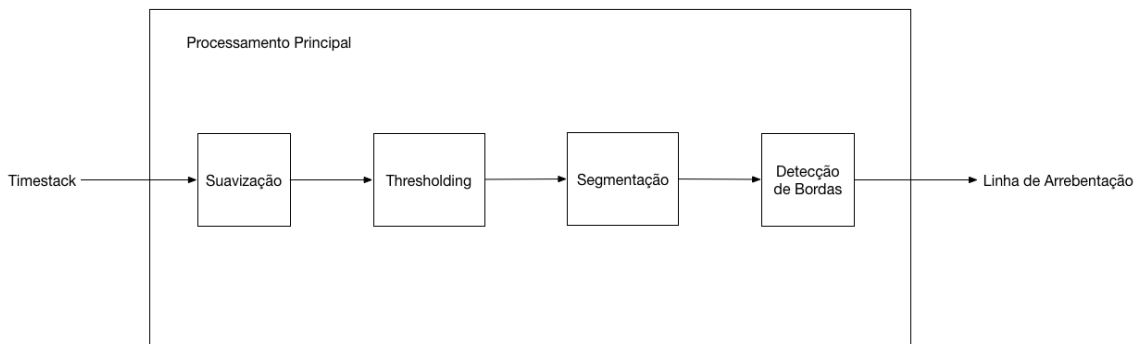 Processamento Principal
Timestack
Suavização
Thresholding
Segmentação
Detecção
de Bordas
Linha de Arrebentação